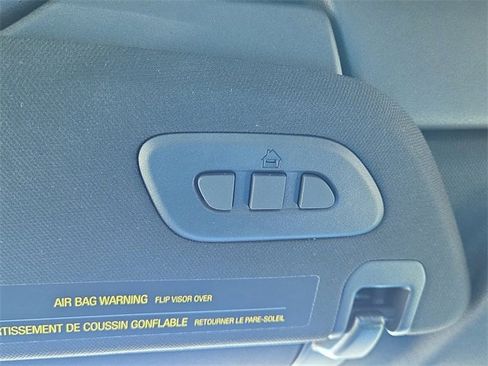 AIR BAG WARNING FLIP VISOR OVER
RTISSEMENT DE COUSSIN GONFLABLE RETOURNER LE PARE-SOLEIL